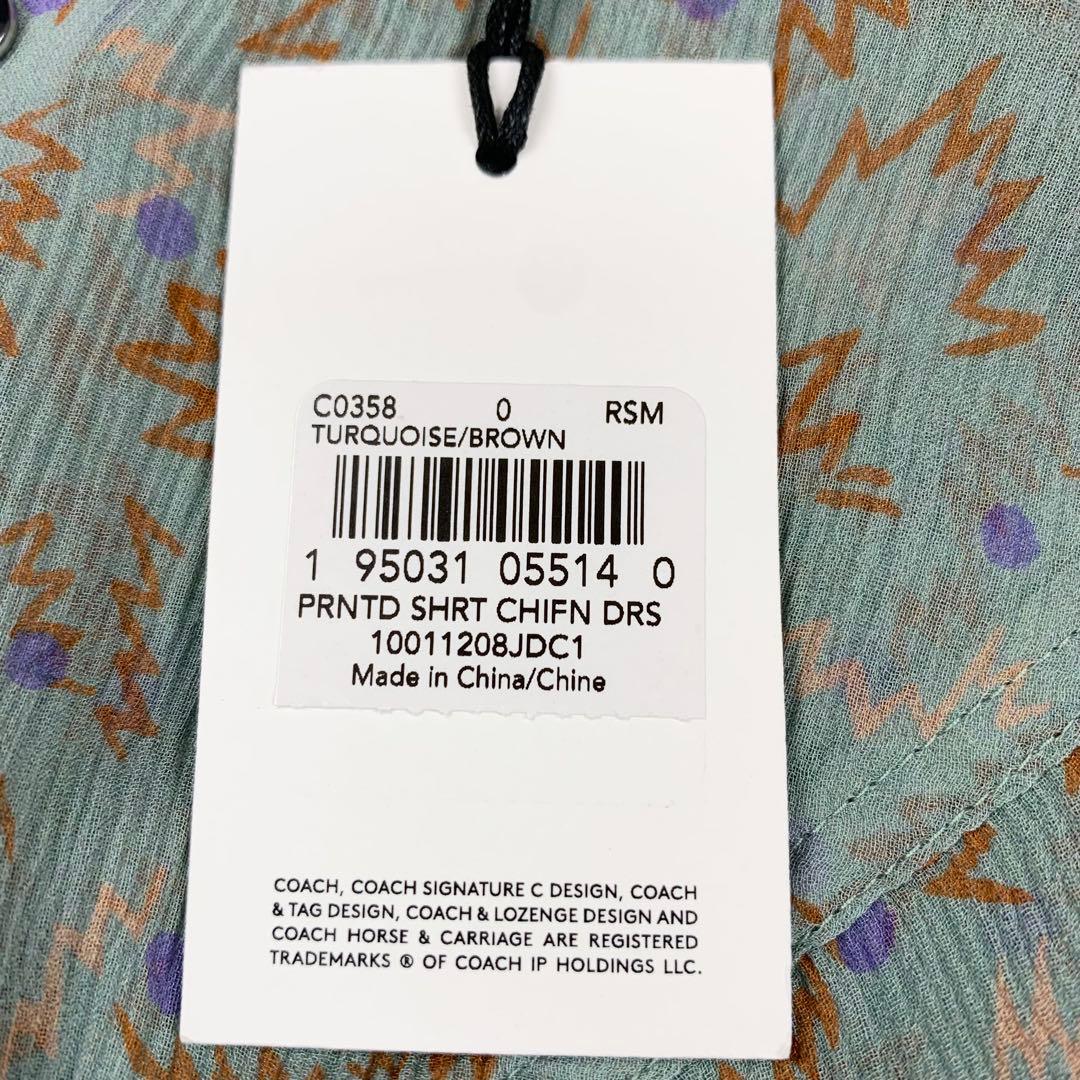 C0358 0 RSM
TURQUOISE/BROWN
1 95031 05514 0
PRNTD SHRT CHIFN DRS
10011208JDC1
Made in China/Chine
COACH, COACH SIGNATURE C DESIGN, COACH
& TAG DESIGN, COACH & LOZENGE DESIGN AND
COACH HORSE & CARRIAGE ARE REGISTERED
TRADEMARKS ® OF COACH IP HOLDINGS LLC.